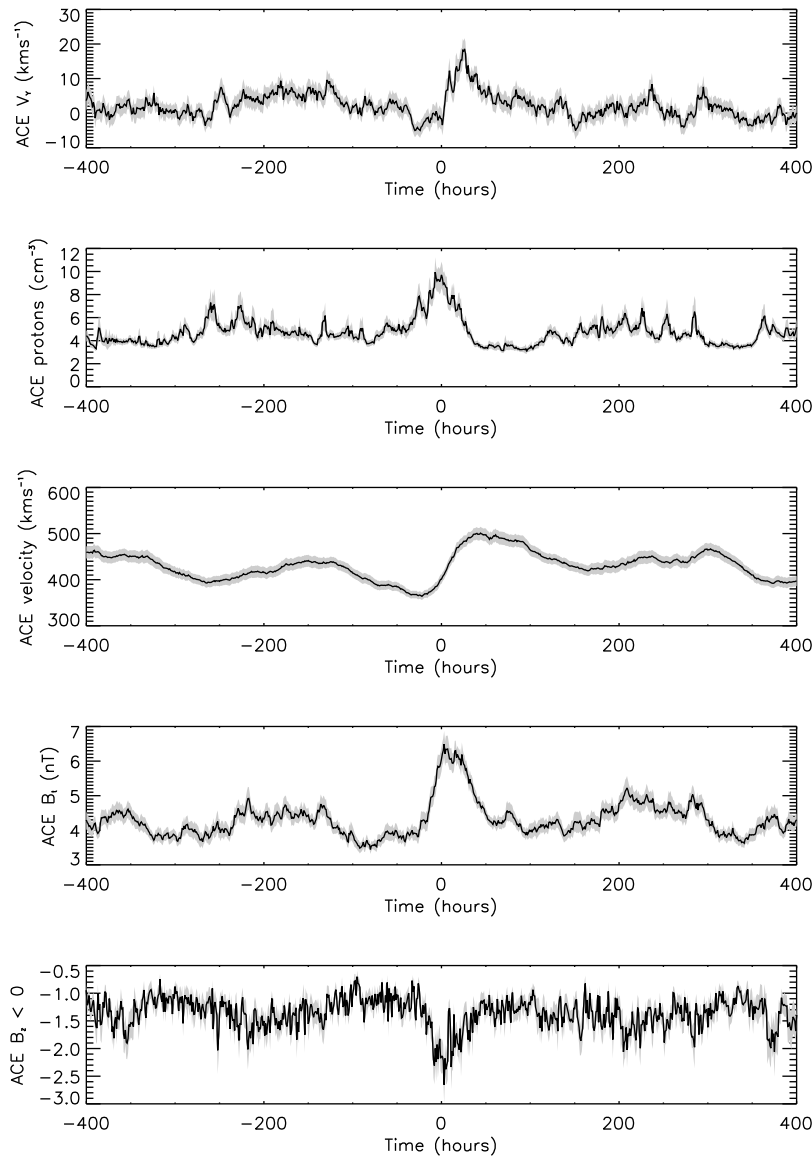 30
20
10
0
−10
ACE Vᵧ (kms⁻¹)
−400 −200 0 200 400
Time (hours)
12
10
8
6
4
2
0
ACE protons (cm⁻³)
−400 −200 0 200 400
Time (hours)
600
500
400
300
ACE velocity (kms⁻¹)
−400 −200 0 200 400
Time (hours)
7
6
5
4
3
ACE Bₜ (nT)
−400 −200 0 200 400
Time (hours)
−0.5
−1.0
−1.5
−2.0
−2.5
−3.0
ACE B_z < 0
−400 −200 0 200 400
Time (hours)